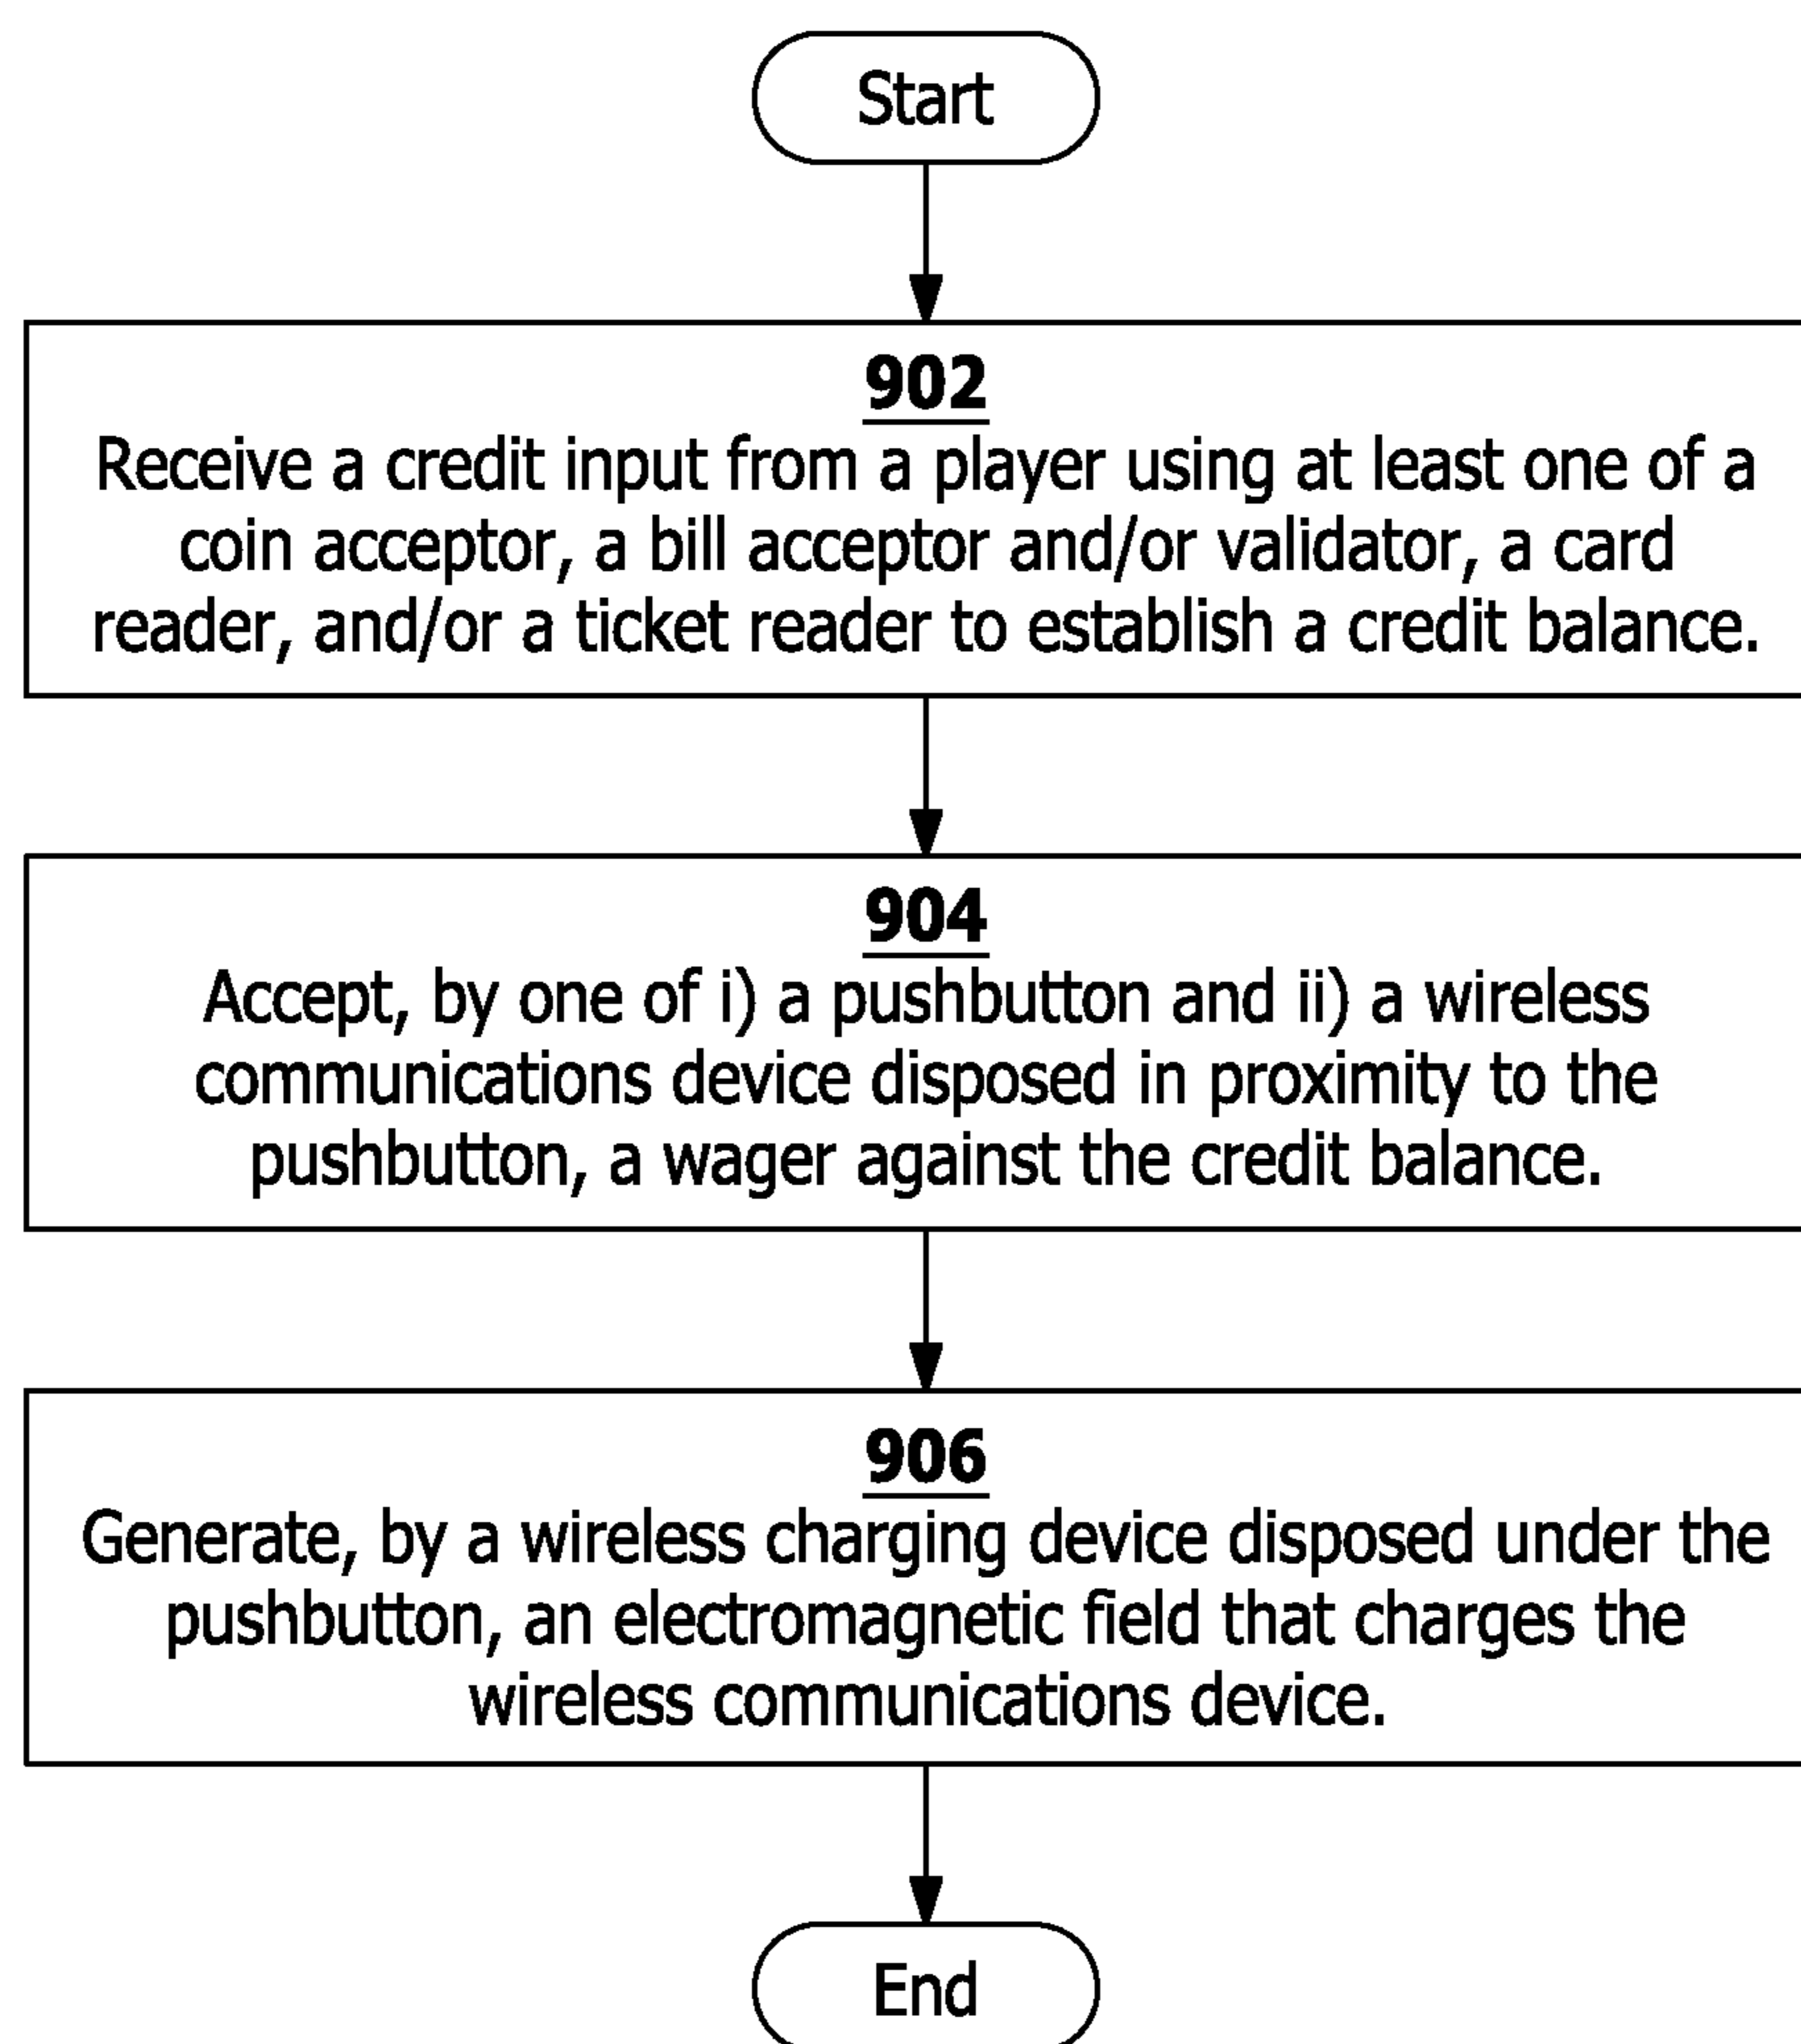 Start
902
Receive a credit input from a player using at least one of a
coin acceptor, a bill acceptor and/or validator, a card
reader, and/or a ticket reader to establish a credit balance.
904
Accept, by one of i) a pushbutton and ii) a wireless
communications device disposed in proximity to the
pushbutton, a wager against the credit balance.
906
Generate, by a wireless charging device disposed under the
pushbutton, an electromagnetic field that charges the
wireless communications device.
End